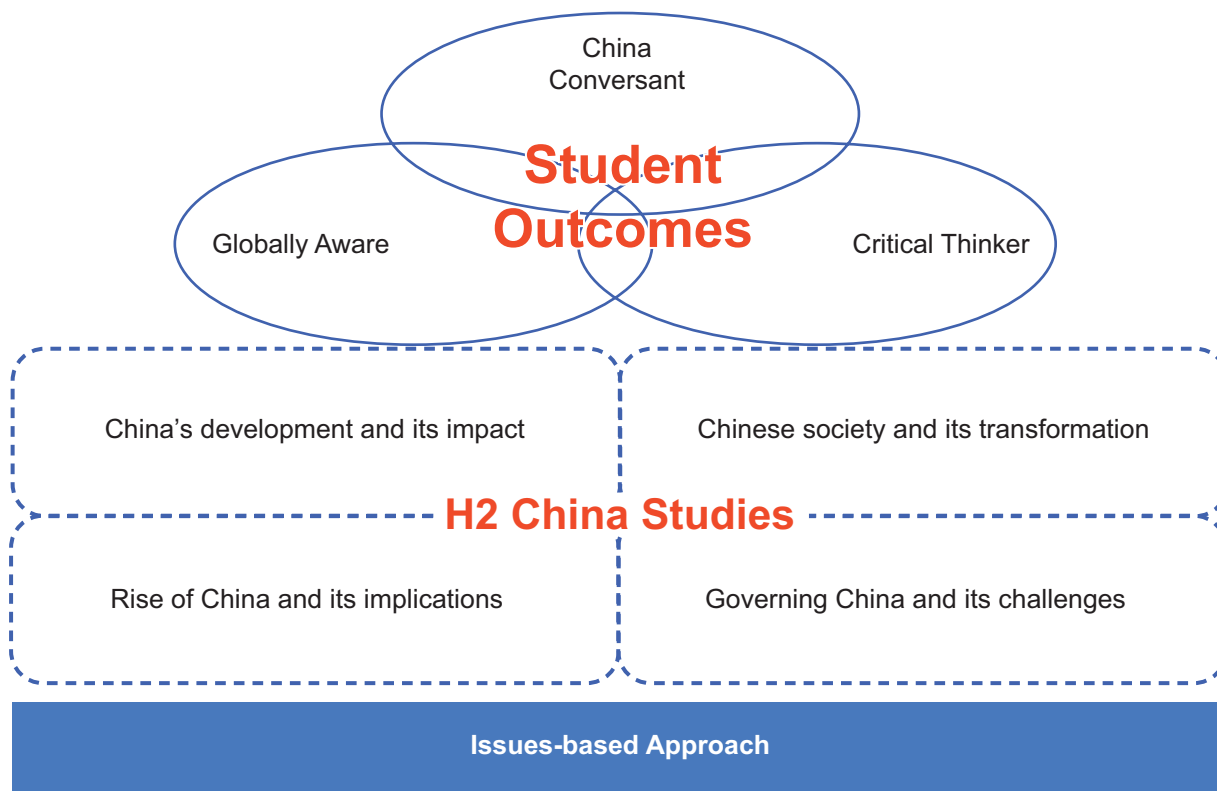 China
Conversant
Student
Outcomes
Globally Aware
Critical Thinker
China’s development and its impact
Chinese society and its transformation
H2 China Studies
Rise of China and its implications
Governing China and its challenges
Issues-based Approach